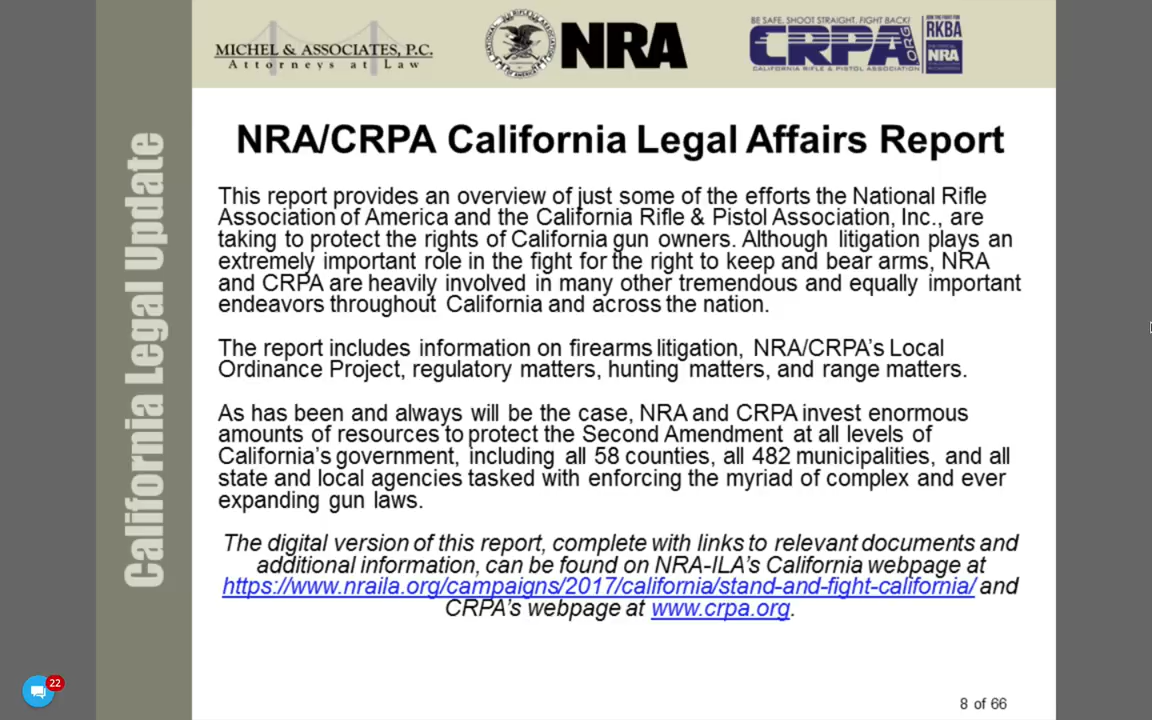 MICHEL & ASSOCIATES, P.C.
Attorneys at Law
NATIONAL RIFLE ASSOCIATION
OF AMERICA
NRA
BE SAFE, SHOOT STRAIGHT, FIGHT BACK!
CRPA.ORG
CALIFORNIA RIFLE & PISTOL ASSOCIATION
RKBA
NRA
California Legal Update
NRA/CRPA California Legal Affairs Report
This report provides an overview of just some of the efforts the National Rifle
Association of America and the California Rifle & Pistol Association, Inc., are
taking to protect the rights of California gun owners. Although litigation plays an
extremely important role in the fight for the right to keep and bear arms, NRA
and CRPA are heavily involved in many other tremendous and equally important
endeavors throughout California and across the nation.
The report includes information on firearms litigation, NRA/CRPA's Local
Ordinance Project, regulatory matters, hunting matters, and range matters.
As has been and always will be the case, NRA and CRPA invest enormous
amounts of resources to protect the Second Amendment at all levels of
California's government, including all 58 counties, all 482 municipalities, and all
state and local agencies tasked with enforcing the myriad of complex and ever
expanding gun laws.
The digital version of this report, complete with links to relevant documents and
additional information, can be found on NRA-ILA's California webpage at
https://www.nraila.org/campaigns/2017/california/stand-and-fight-california/ and
CRPA's webpage at www.crpa.org.
8 of 66
22